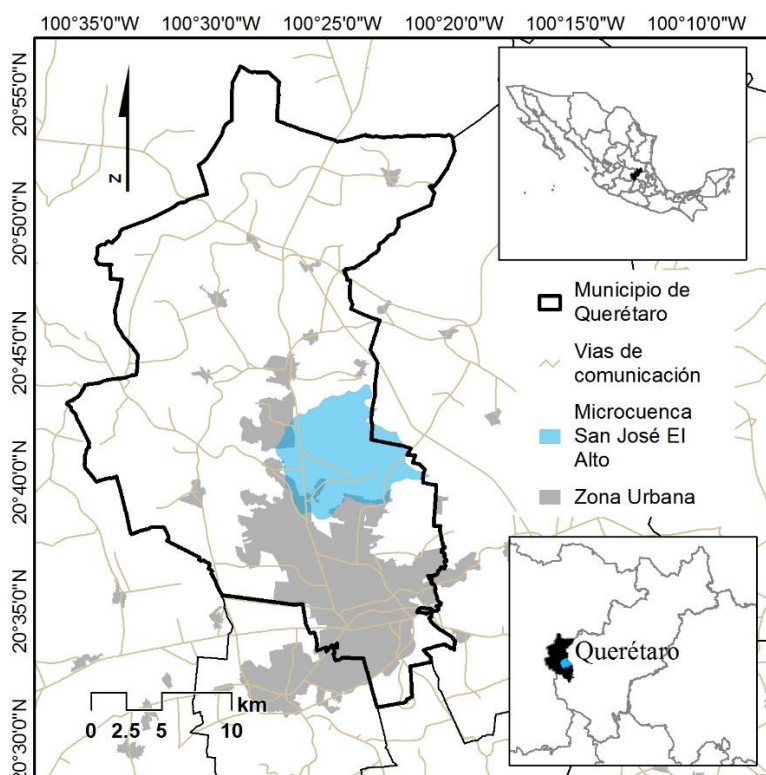 100°35'0"W 100°30'0"W 100°25'0"W 100°20'0"W 100°15'0"W 100°10'0"W
20°55'0"N
20°50'0"N
20°45'0"N
20°40'0"N
20°35'0"N
20°30'0"N
N
Municipio de
Querétaro
Vias de
comunicación
Microcuenca
San José El
Alto
Zona Urbana
Querétaro
km
0 2.5 5 10